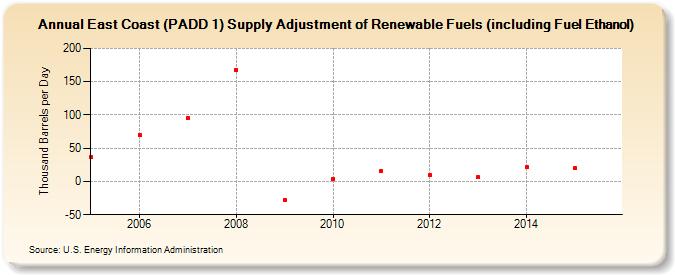 Annual East Coast (PADD 1) Supply Adjustment of Renewable Fuels (including Fuel Ethanol)
Thousand Barrels per Day
200
150
100
50
0
-50
2006 2008 2010 2012 2014
Source: U.S. Energy Information Administration